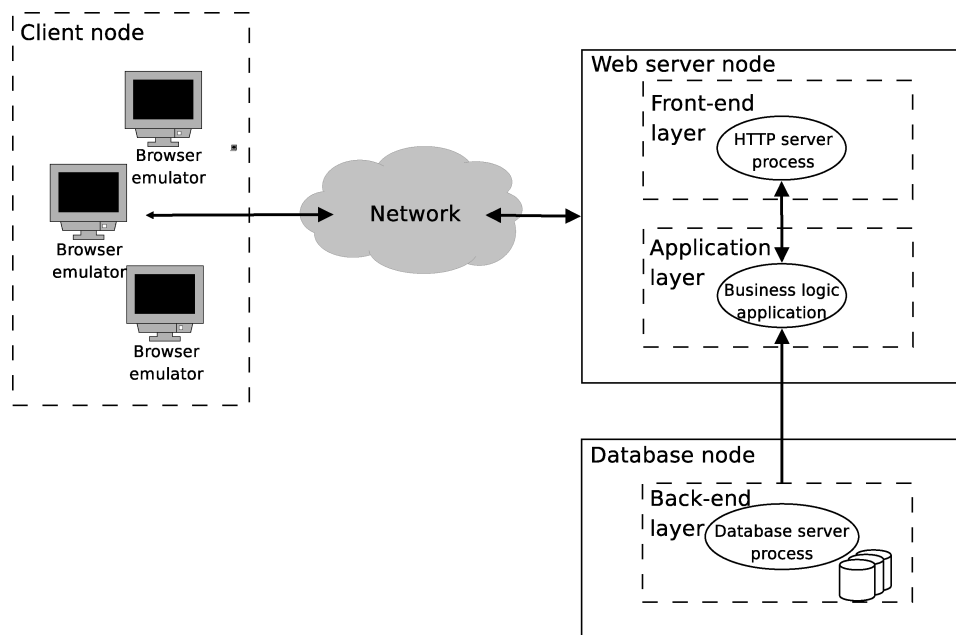 Client node
Browser
emulator
Browser
emulator
Browser
emulator
Network
Web server node
Front-end
layer
HTTP server
process
Application
layer
Business logic
application
Database node
Back-end
layer
Database server
process